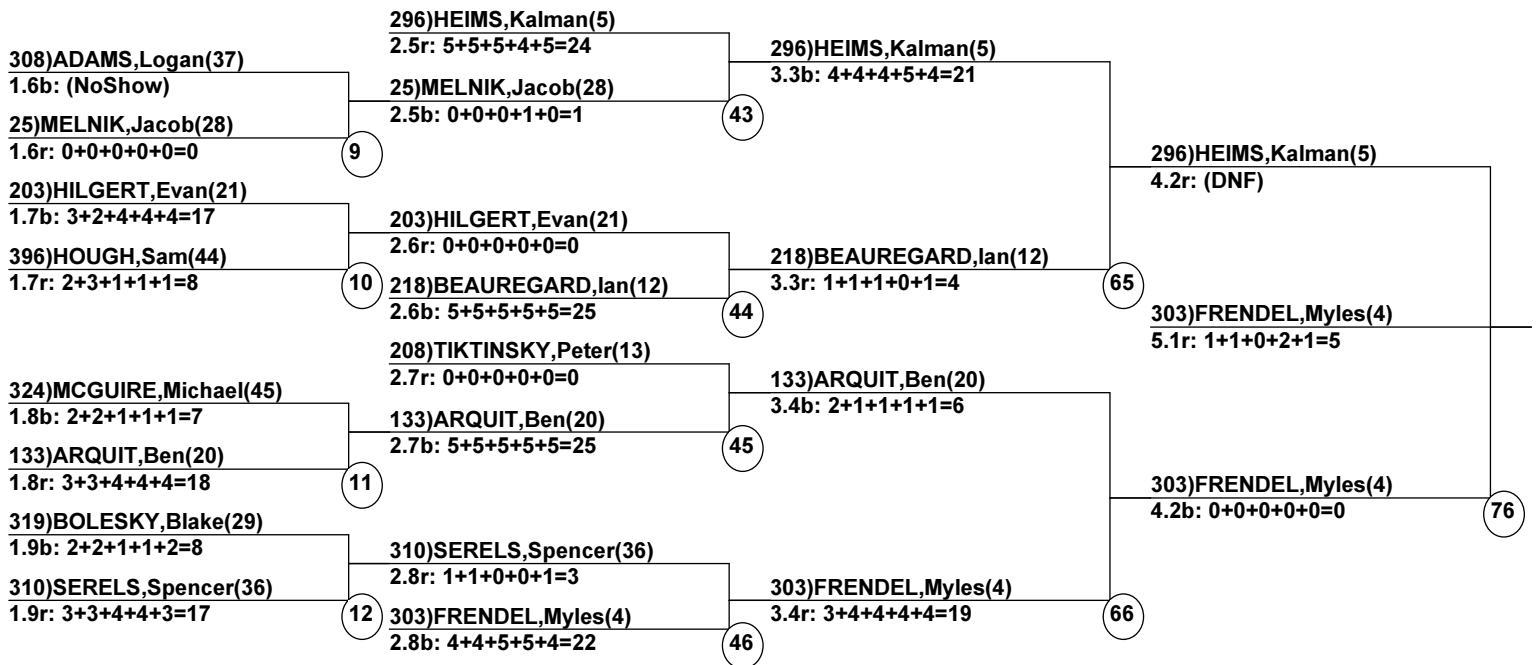 308)ADAMS,Logan(37)
1.6b: (NoShow)
25)MELNIK,Jacob(28)
1.6r: 0+0+0+0+0=0
9
203)HILGERT,Evan(21)
1.7b: 3+2+4+4+4=17
396)HOUGH,Sam(44)
1.7r: 2+3+1+1+1=8
10
324)MCGUIRE,Michael(45)
1.8b: 2+2+1+1+1=7
133)ARQUIT,Ben(20)
1.8r: 3+3+4+4+4=18
11
319)BOLESKY,Blake(29)
1.9b: 2+2+1+1+2=8
310)SERELS,Spencer(36)
1.9r: 3+3+4+4+3=17
12
296)HEIMS,Kalman(5)
2.5r: 5+5+5+4+5=24
25)MELNIK,Jacob(28)
2.5b: 0+0+0+1+0=1
43
203)HILGERT,Evan(21)
2.6r: 0+0+0+0+0=0
218)BEAUREGARD,Ian(12)
2.6b: 5+5+5+5+5=25
44
208)TIKTINSKY,Peter(13)
2.7r: 0+0+0+0+0=0
133)ARQUIT,Ben(20)
2.7b: 5+5+5+5+5=25
45
310)SERELS,Spencer(36)
2.8r: 1+1+0+0+1=3
303)FRENDEL,Myles(4)
2.8b: 4+4+5+5+4=22
46
296)HEIMS,Kalman(5)
3.3b: 4+4+4+5+4=21
218)BEAUREGARD,Ian(12)
3.3r: 1+1+1+0+1=4
65
133)ARQUIT,Ben(20)
3.4b: 2+1+1+1+1=6
303)FRENDEL,Myles(4)
3.4r: 3+4+4+4+4=19
66
296)HEIMS,Kalman(5)
4.2r: (DNF)
303)FRENDEL,Myles(4)
4.2b: 0+0+0+0+0=0
76
303)FRENDEL,Myles(4)
5.1r: 1+1+0+2+1=5